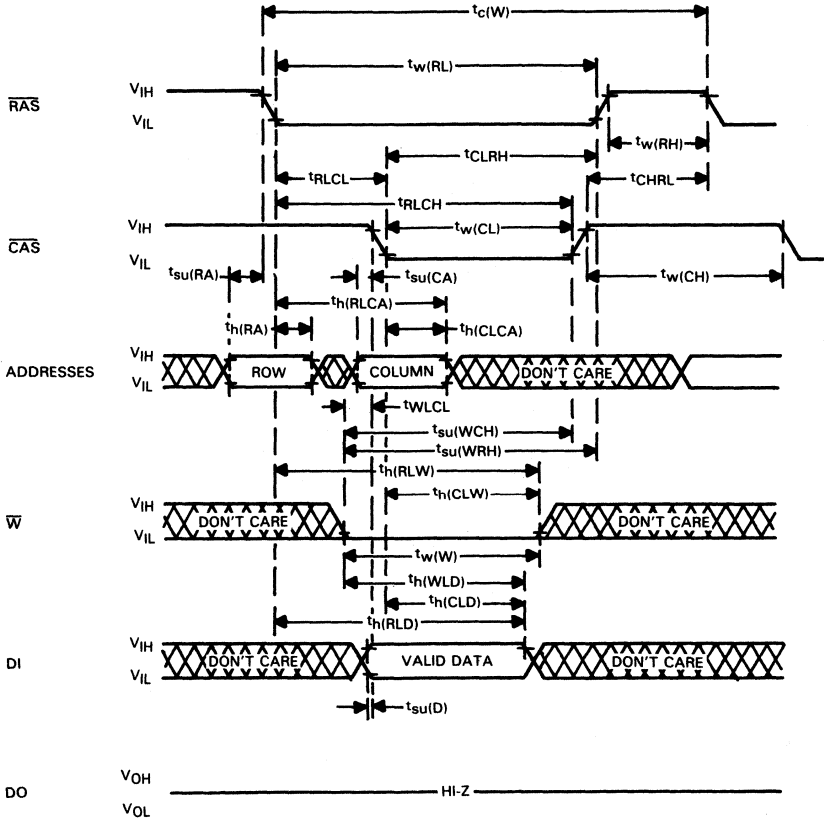 tc(W)
tw(RL)
RAS
VIH
VIL
tw(RH)
tCLRH
tRLCL
tCHRL
tRLCH
CAS
VIH
VIL
tw(CL)
tsu(RA)
tsu(CA)
tw(CH)
th(RLCA)
th(RA)
th(CLCA)
ADDRESSES
VIH
VIL
ROW
COLUMN
DON'T CARE
tWLCL
tsu(WCH)
tsu(WRH)
th(RLW)
th(CLW)
W
VIH
VIL
DON'T CARE
DON'T CARE
tw(W)
th(WLD)
th(CLD)
th(RLD)
DI
VIH
VIL
DON'T CARE
VALID DATA
DON'T CARE
tsu(D)
DO
VOH
VOL
HI-Z